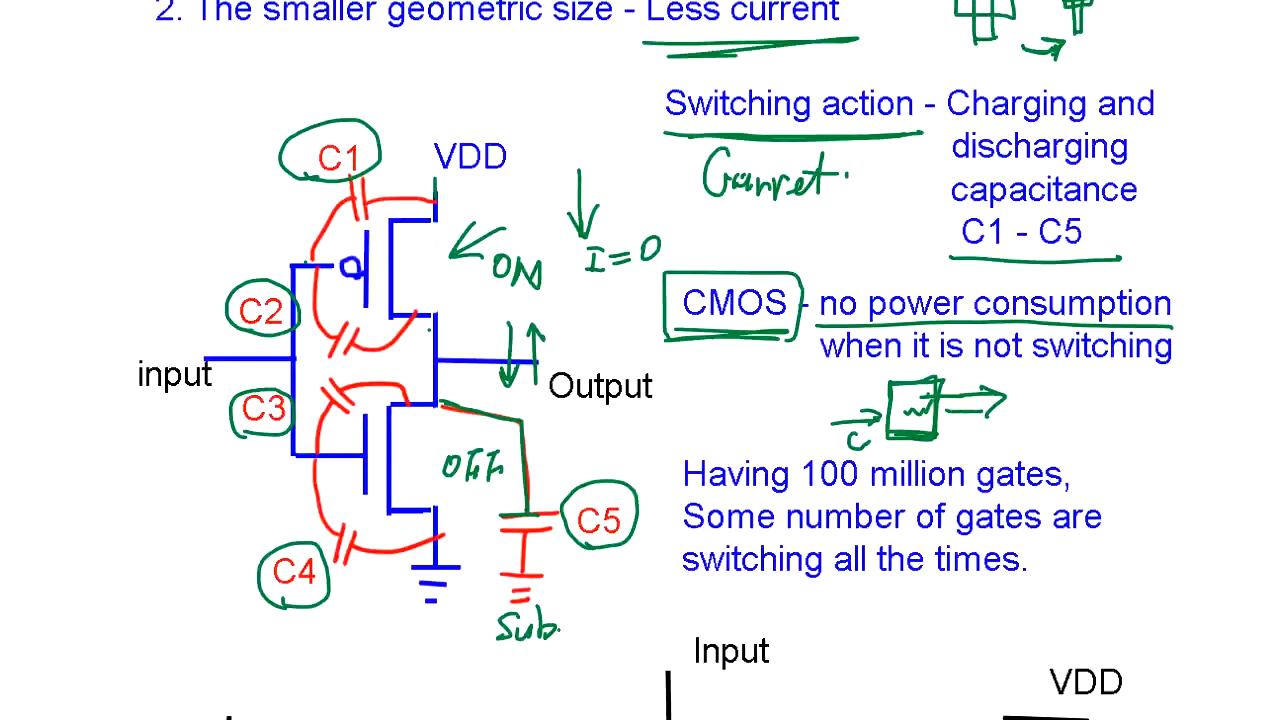 2. The smaller geometric size - Less current
Switching action - Charging and
discharging
capacitance
C1 - C5
C1
VDD
ON
I=0
C2
CMOS - no power consumption
when it is not switching
input
Output
C3
C
OFF
Having 100 million gates,
Some number of gates are
switching all the times.
C5
C4
Sub.
Input
VDD